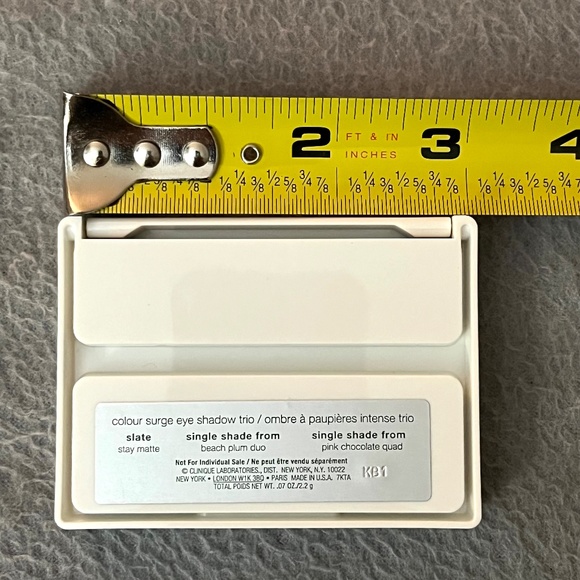 2 FT & IN INCHES 3 4
1/8 1/4 3/8 1/2 5/8 3/4 7/8 1/8 1/4 3/8 1/2 5/8 3/4 7/8 1/8 1/4 3/8 1/2 5/8 3/4 7/8
colour surge eye shadow trio / ombre à paupières intense trio
slate single shade from single shade from
stay matte beach plum duo pink chocolate quad
Not For Individual Sale / Ne peut être vendu séparément
© CLINIQUE LABORATORIES., DIST. NEW YORK, N.Y. 10022
NEW YORK • LONDON W1K 3BQ • PARIS MADE IN U.S.A. 7KTA
TOTAL POIDS NET WT. .07 OZ./2.2 g
KB1